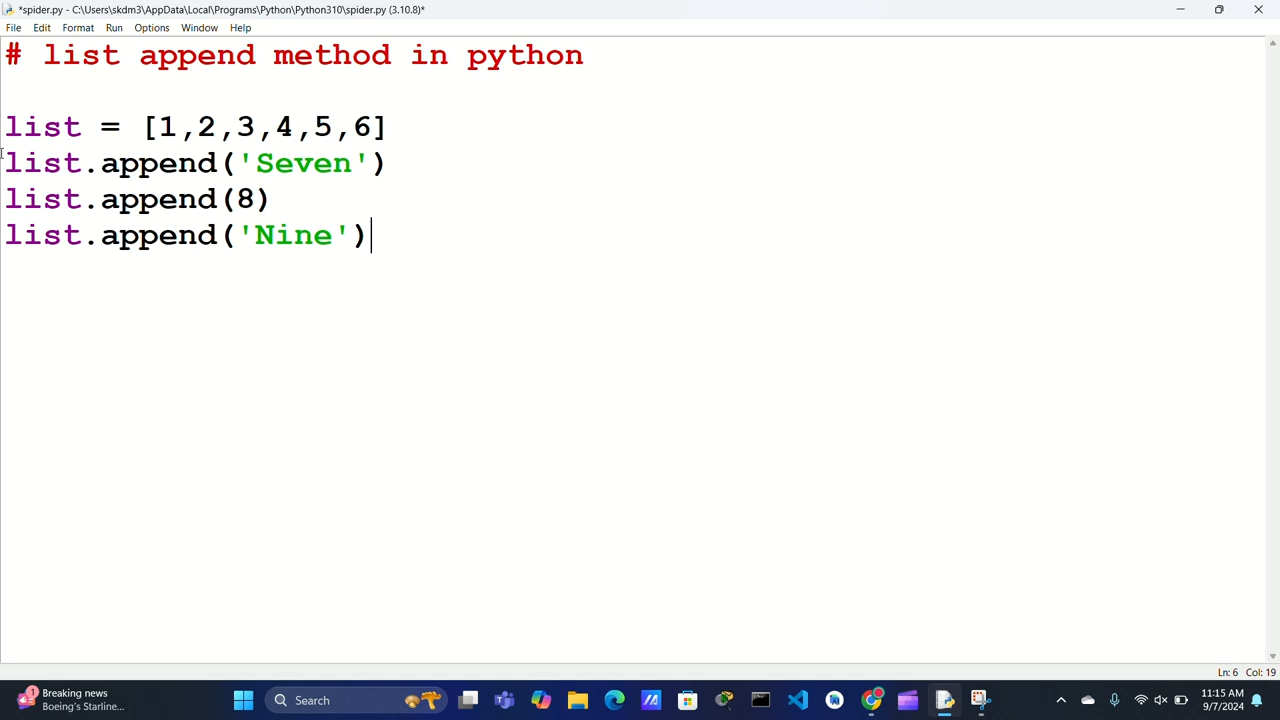 *spider.py - C:\Users\skdm3\AppData\Local\Programs\Python\Python310\spider.py (3.10.8)*
File Edit Format Run Options Window Help
# list append method in python
list = [1,2,3,4,5,6]
list.append('Seven')
list.append(8)
list.append('Nine')
Ln: 6 Col: 19
1
Breaking news
Boeing's Starline...
Search
11:15 AM
9/7/2024